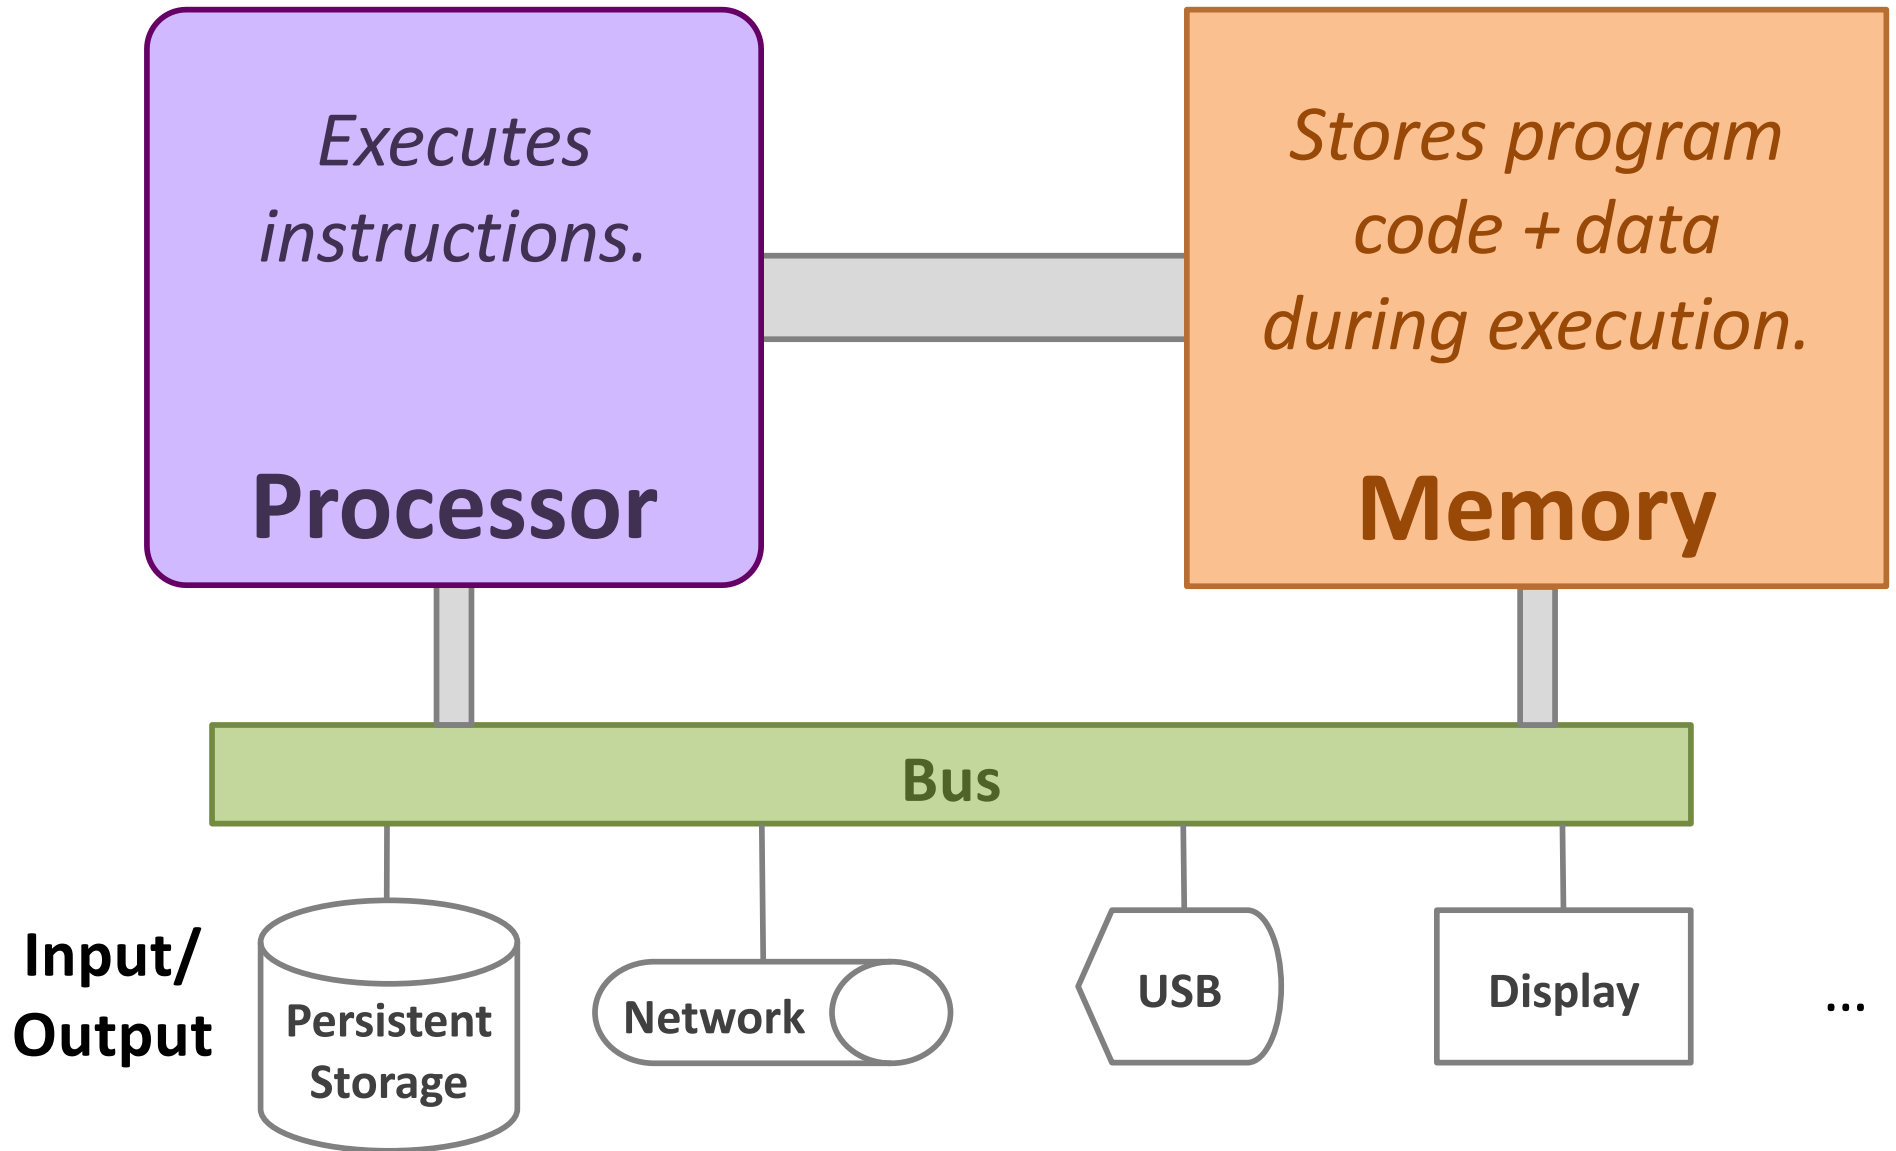 Executes
instructions.
Processor
Stores program
code + data
during execution.
Memory
Bus
Input/
Output
Persistent
Storage
Network
USB
Display
...